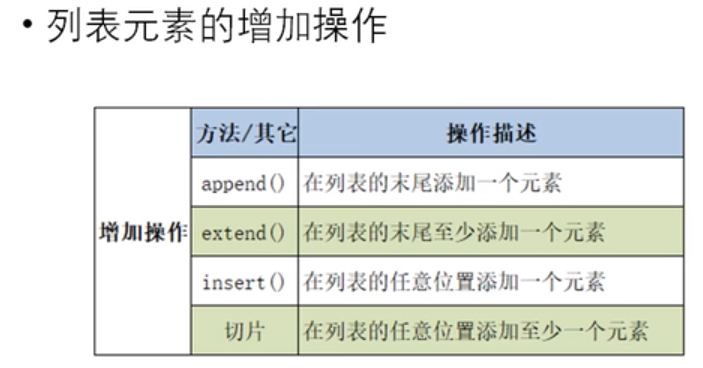 • 列表元素的增加操作
方法/其它 操作描述
append() 在列表的末尾添加一个元素
增加操作 extend() 在列表的末尾至少添加一个元素
insert() 在列表的任意位置添加一个元素
切片 在列表的任意位置添加至少一个元素